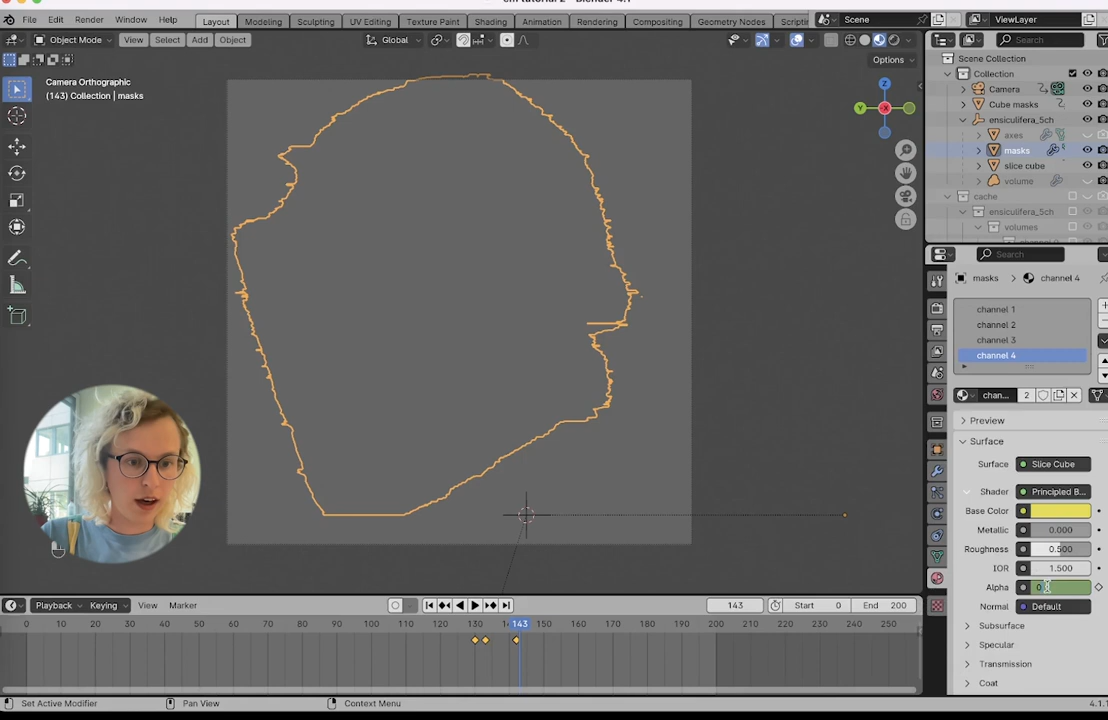 File Edit Render Window Help
Layout Modeling Sculpting UV Editing Texture Paint Shading Animation Rendering Compositing Geometry Nodes
Scene
ViewLayer
Object Mode View Select Add Object
Global
Search
Options
Camera Orthographic
(143) Collection | masks
Z
Y
X
Scene Collection
Collection
Camera
Cube masks
ensiculifera_5ch
axes
masks
slice cube
volume
cache
ensiculifera_5ch
volumes
Search
masks > channel 4
channel 1
channel 2
channel 3
channel 4
chan... 2
Preview
Surface
Surface Slice Cube
Shader Principled B...
Base Color
Metallic 0.000
Roughness 0.500
IOR 1.500
Alpha 0
Normal Default
Subsurface
Specular
Transmission
Coat
Playback Keying View Marker
143 Start 0 End 200
0 10 20 30 40 50 60 70 80 90 100 110 120 130 143 150 160 170 180 190 200 210 220 230 240 250
Set Active Modifier Pan View Context Menu